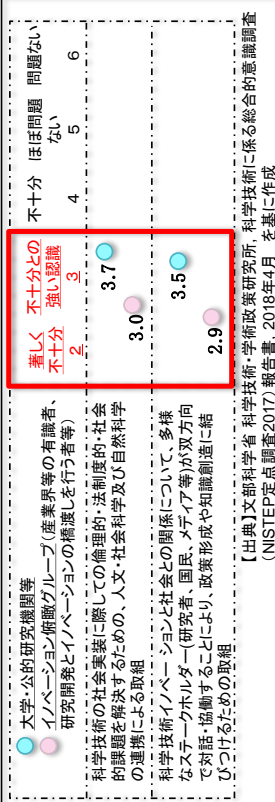 大学・公的研究機関等
イノベーション俯瞰グループ(産業界等の有識者、
研究開発とイノベーションの橋渡しを行う者等)
著しく
不十分
2
不十分との
強い認識
3
不十分
4
ほぼ問題
ない
5
問題ない
6
科学技術の社会実装に際しての倫理的・法制度的・社会
的課題を解決するための、人文・社会科学及び自然科学
の連携による取組
3.7
3.0
科学技術イノベーションと社会との関係について、多様
なステークホルダー(研究者、国民、メディア等)が双方向
で対話・協働することにより、政策形成や知識創造に結
びつけるための取組
3.5
2.9
【出典】文部科学省 科学技術・学術政策研究所, 科学技術に係る総合的意識調査
(NISTEP定点調査2017)報告書, 2018年4月 を基に作成